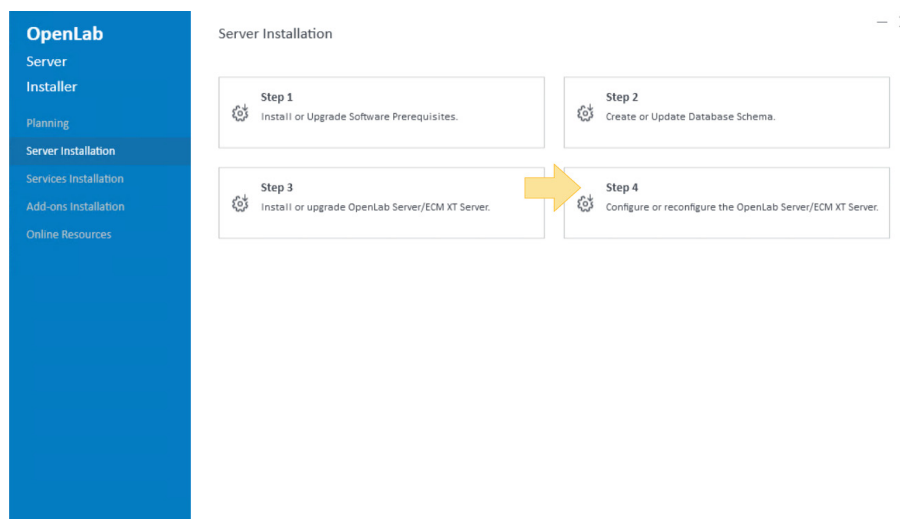 OpenLab
Server
Installer
Planning
Server Installation
Services Installation
Add-ons Installation
Online Resources
Server Installation
Step 1
Install or Upgrade Software Prerequisites.
Step 2
Create or Update Database Schema.
Step 3
Install or upgrade OpenLab Server/ECM XT Server.
Step 4
Configure or reconfigure the OpenLab Server/ECM XT Server.